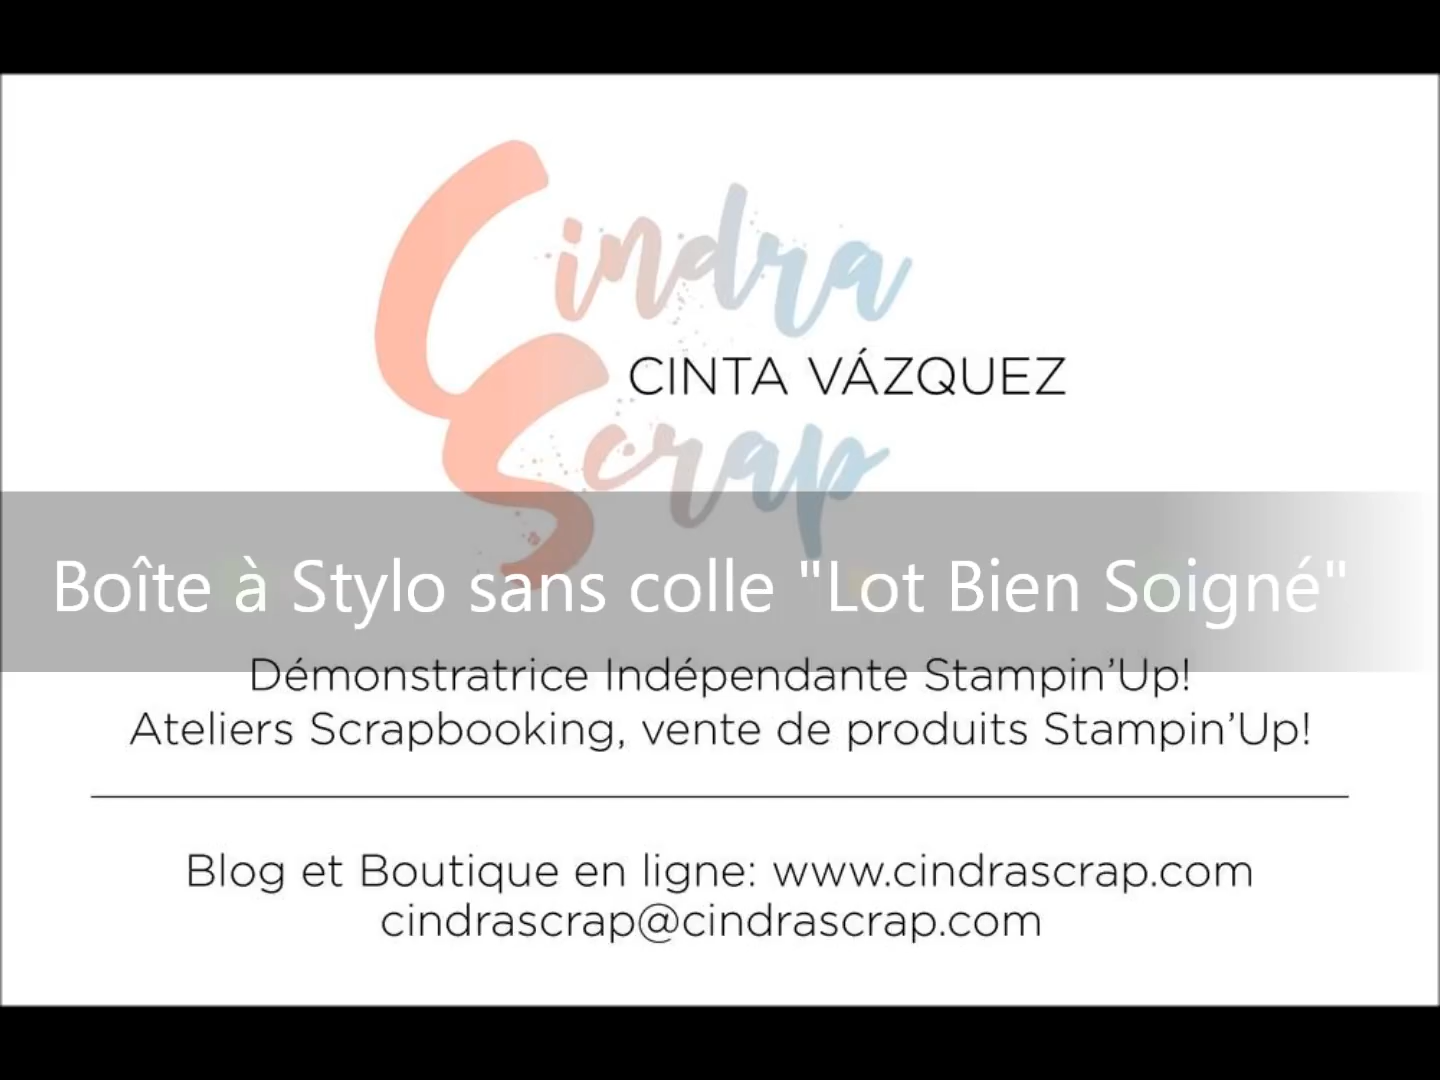 Cindra
CINTA VÁZQUEZ
Scrap
Boîte à Stylo sans colle "Lot Bien Soigné"
Démonstratrice Indépendante Stampin'Up!
Ateliers Scrapbooking, vente de produits Stampin'Up!
Blog et Boutique en ligne: www.cindrascrap.com
cindrascrap@cindrascrap.com